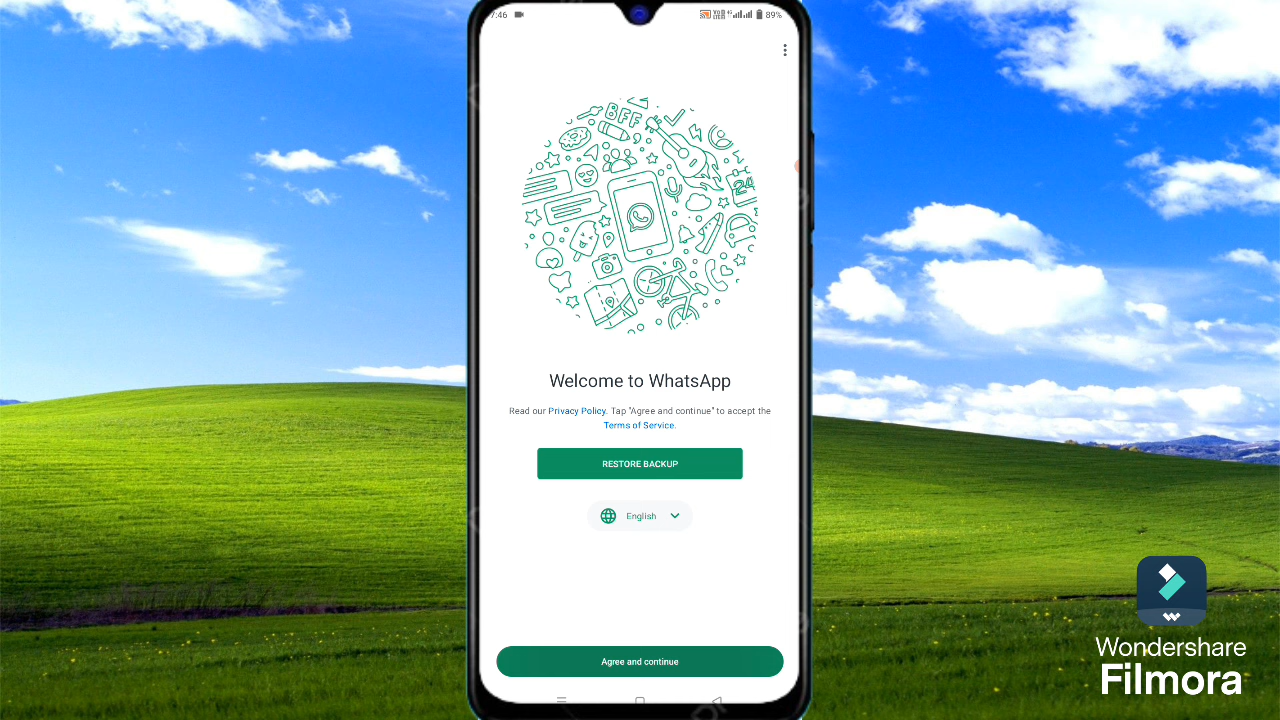 7:46
89%
BFF
24
Welcome to WhatsApp
Read our Privacy Policy. Tap "Agree and continue" to accept the
Terms of Service.
RESTORE BACKUP
English
Agree and continue
Wondershare
Filmora